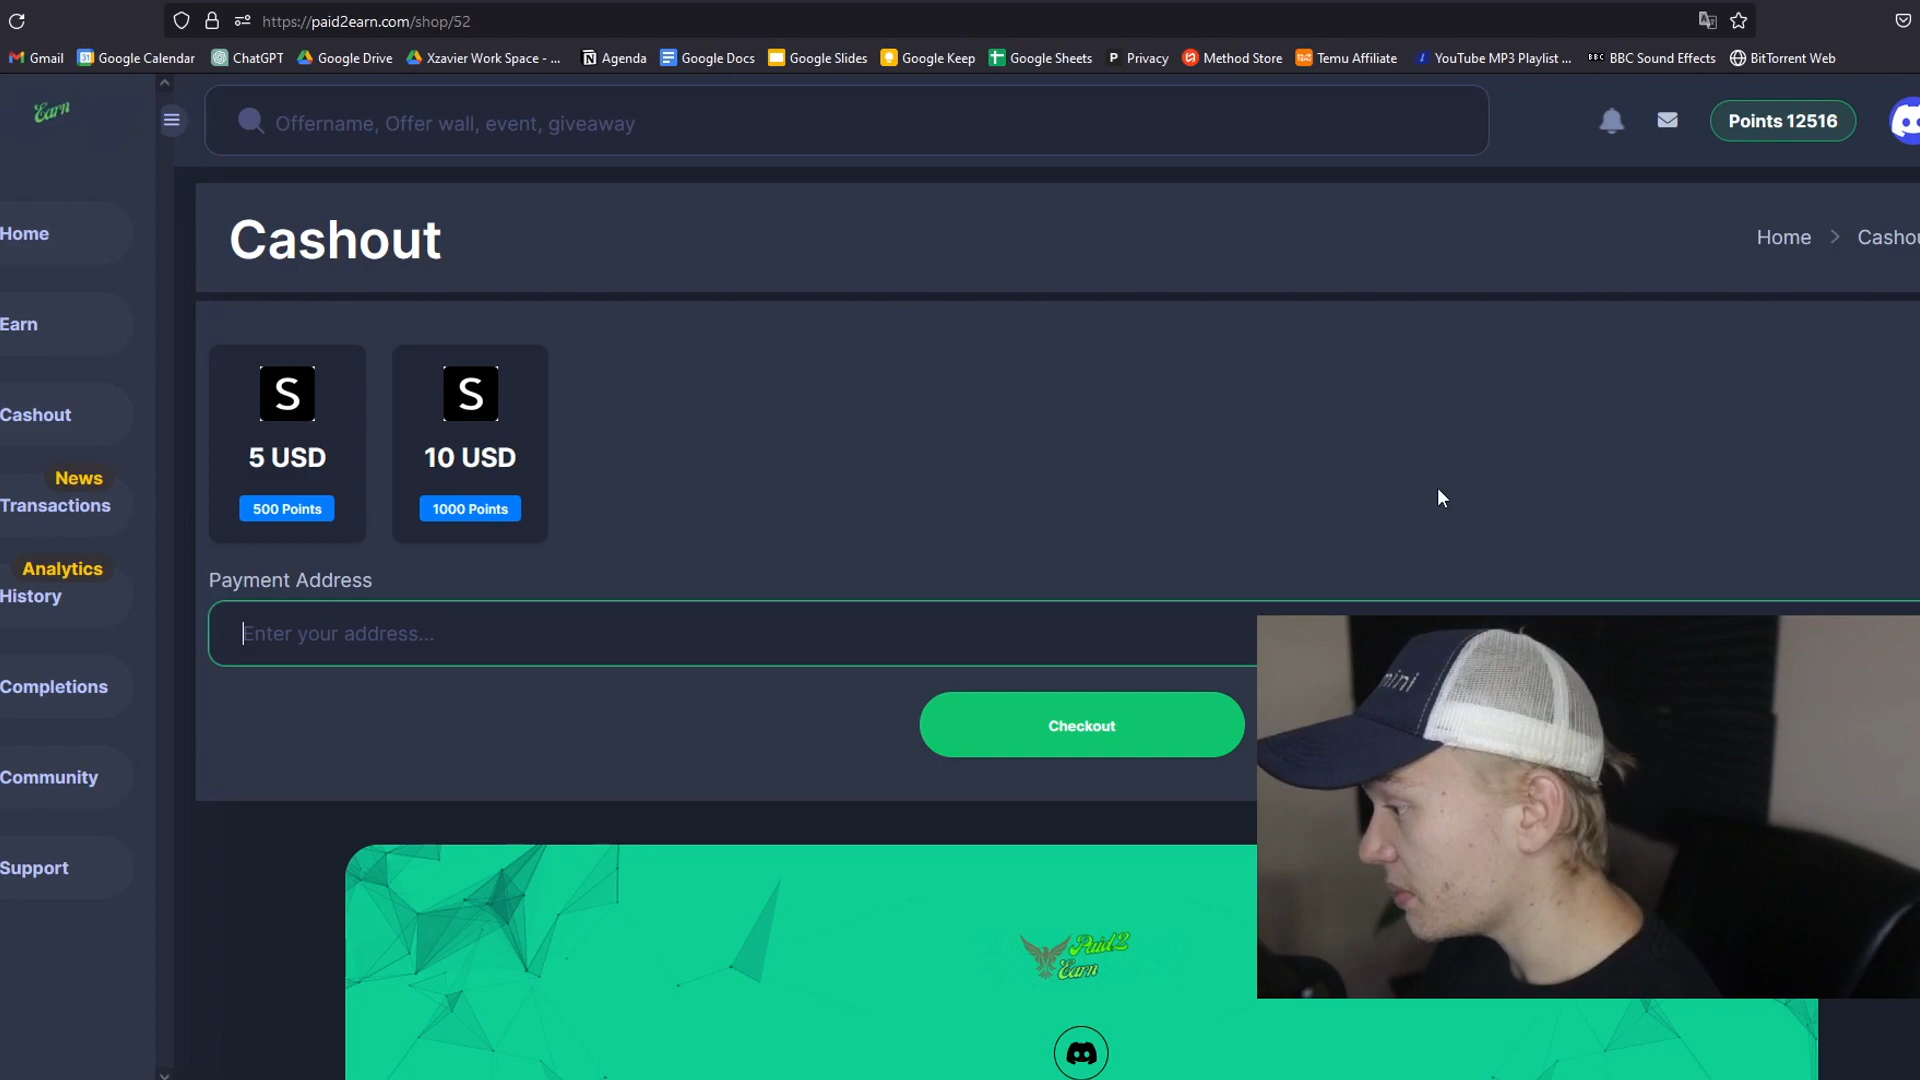 https://paid2earn.com/shop/52
Gmail Google Calendar ChatGPT Google Drive Xzavier Work Space - ... Agenda Google Docs Google Slides Google Keep Google Sheets Privacy Method Store Temu Affiliate YouTube MP3 Playlist ... BBC BBC Sound Effects BitTorrent Web
Earn
Offername, Offer wall, event, giveaway
Points 12516
Home
Earn
Cashout
News
Transactions
Analytics
History
Completions
Community
Support
Cashout
Home > Cashou
S
5 USD
500 Points
S
10 USD
1000 Points
Payment Address
Enter your address...
Checkout
Paid2
Earn